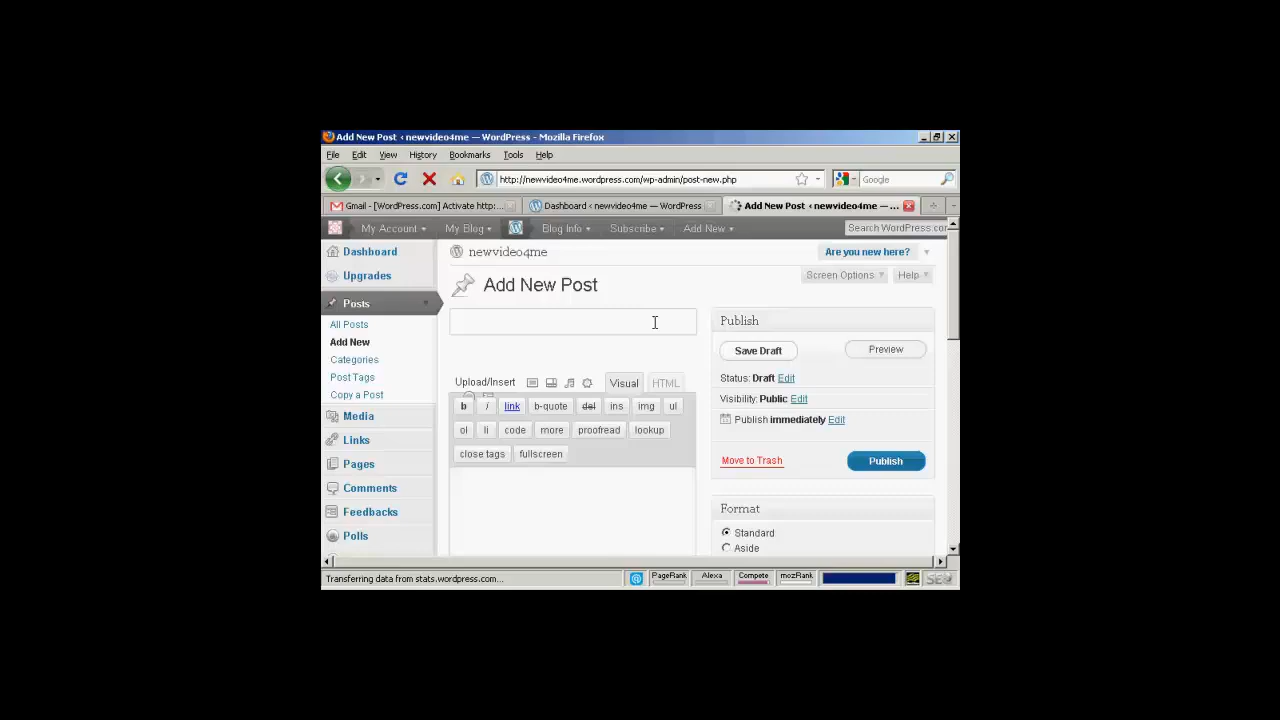 Add New Post ‹ newvideo4me — WordPress - Mozilla Firefox
File Edit View History Bookmarks Tools Help
http://newvideo4me.wordpress.com/wp-admin/post-new.php Google
Gmail - [WordPress.com] Activate http:... Dashboard ‹ newvideo4me — WordPress Add New Post ‹ newvideo4me — ...
My Account My Blog Blog Info Subscribe Add New Search WordPress.com
Dashboard
Upgrades
Posts
All Posts
Add New
Categories
Post Tags
Copy a Post
Media
Links
Pages
Comments
Feedbacks
Polls
newvideo4me Are you new here?
Screen Options Help
Add New Post
Upload/Insert Visual HTML
b i link b-quote del ins img ul
ol li code more proofread lookup
close tags fullscreen
Publish
Save Draft Preview
Status: Draft Edit
Visibility: Public Edit
Publish immediately Edit
Move to Trash Publish
Format
Standard
Aside
Transferring data from stats.wordpress.com... PageRank Alexa Compete mozRank SEO